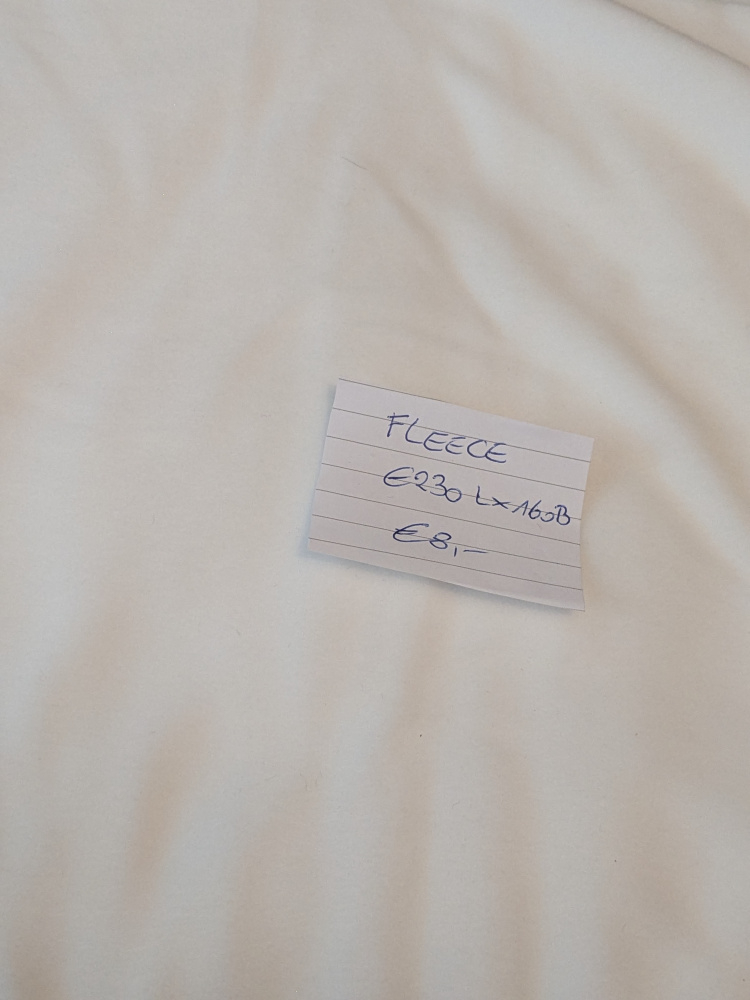 FLEECE
€230 L×160B
€8,-